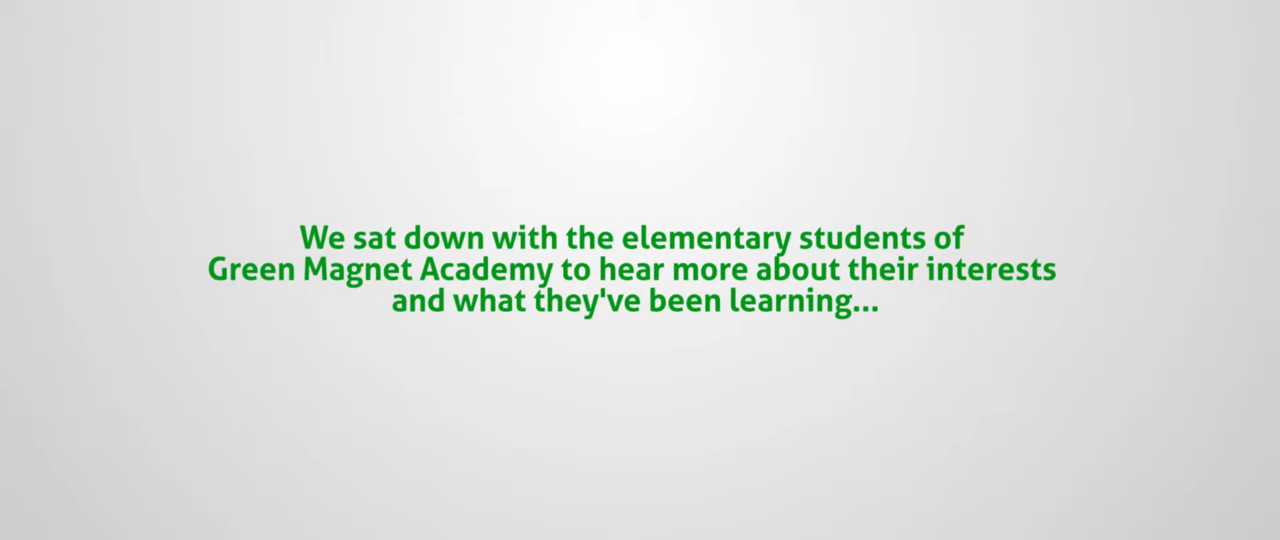 We sat down with the elementary students of
Green Magnet Academy to hear more about their interests
and what they've been learning...